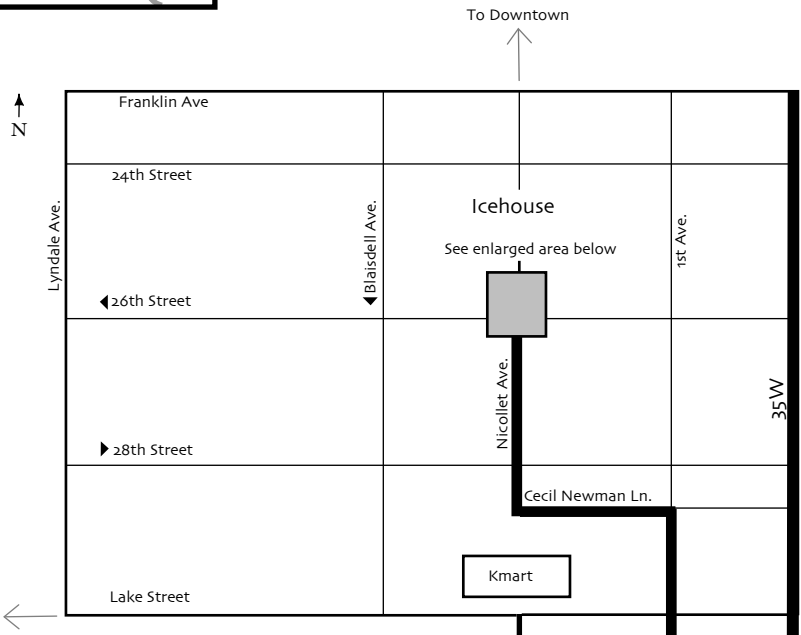 To Downtown
Franklin Ave
N
24th Street
Icehouse
Lyndale Ave.
Blaisdell Ave.
1st Ave.
See enlarged area below
26th Street
35W
Nicollet Ave.
28th Street
Cecil Newman Ln.
Kmart
Lake Street